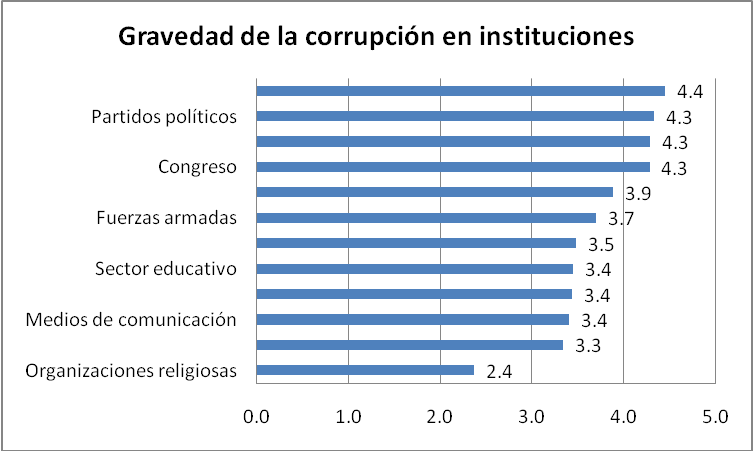 Gravedad de la corrupción en instituciones
4.4
Partidos políticos 4.3
4.3
Congreso 4.3
3.9
Fuerzas armadas 3.7
3.5
Sector educativo 3.4
3.4
Medios de comunicación 3.4
3.3
Organizaciones religiosas 2.4
0.0 1.0 2.0 3.0 4.0 5.0